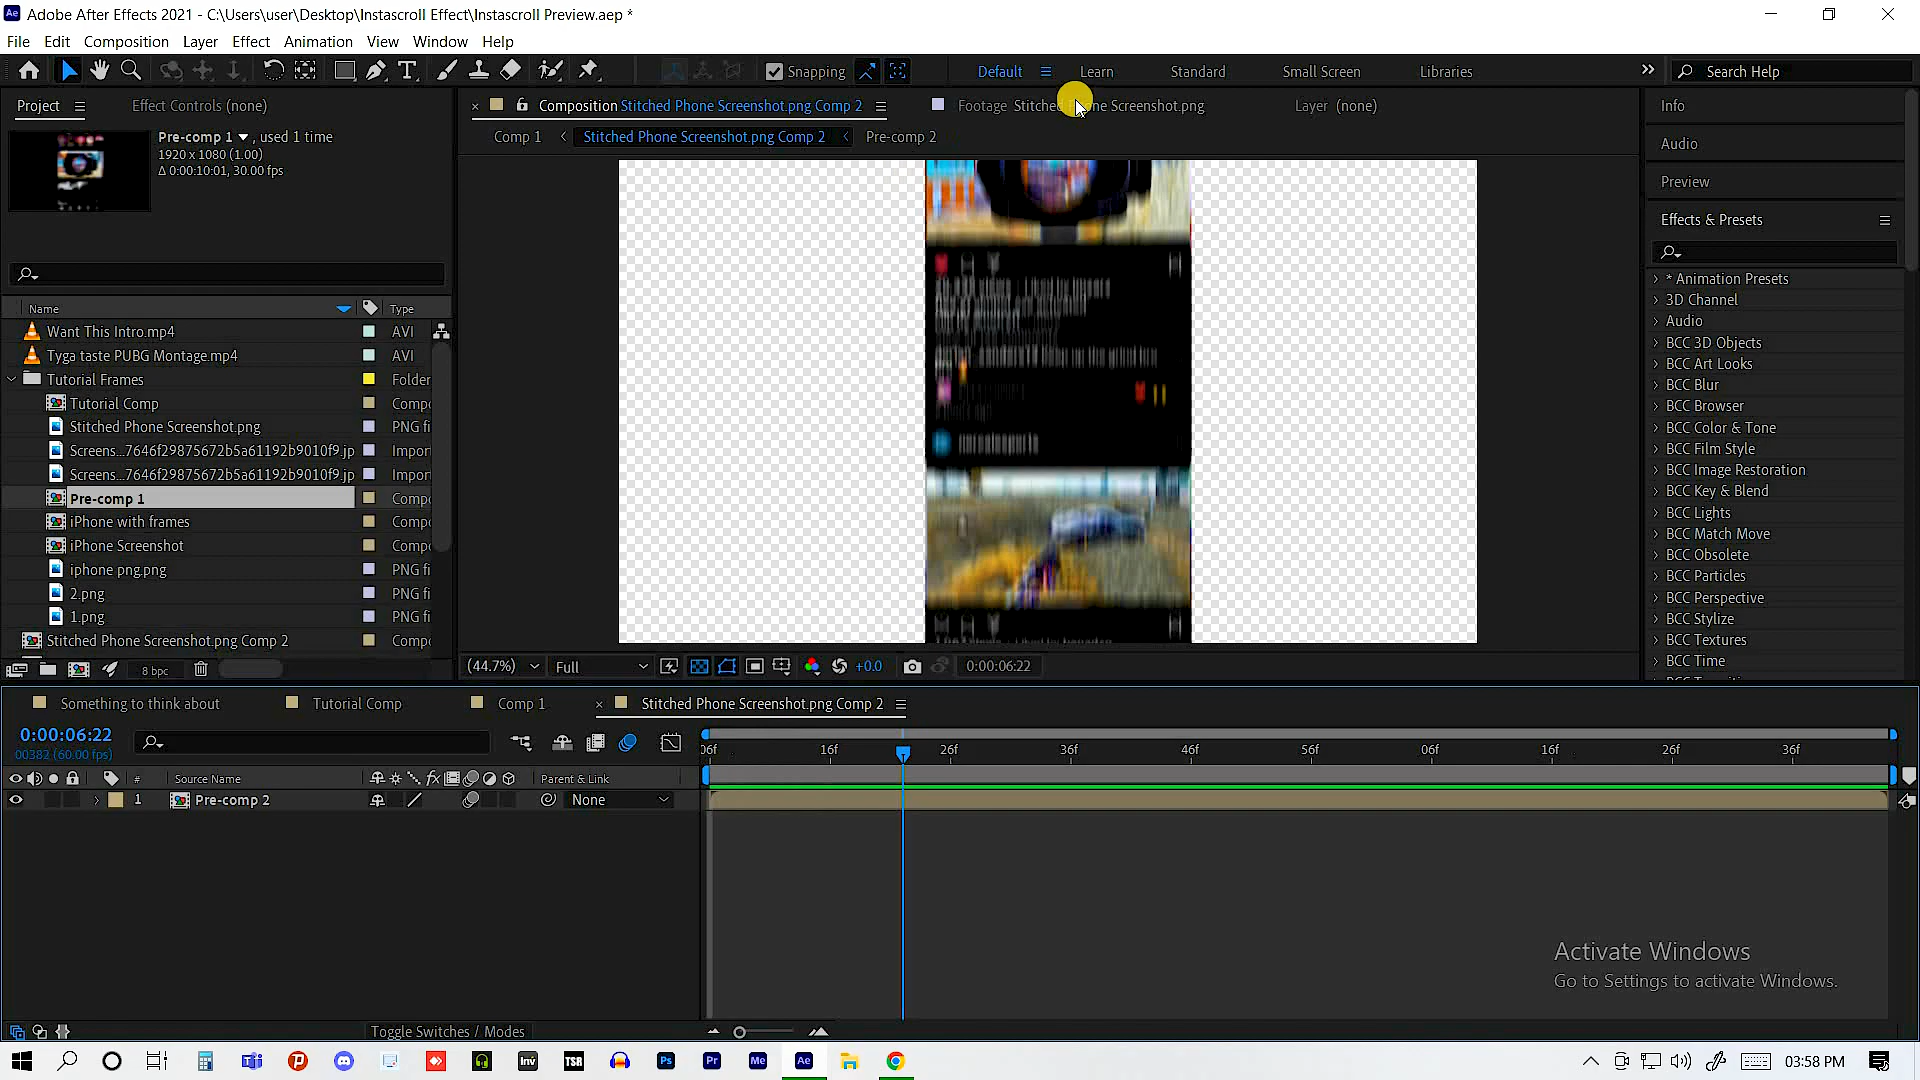 Adobe After Effects 2021 - C:\Users\user\Desktop\Instascroll Effect\Instascroll Preview.aep *
File Edit Composition Layer Effect Animation View Window Help
Snapping Default Learn Standard Small Screen Libraries Search Help
Project Effect Controls (none)
Composition Stitched Phone Screenshot.png Comp 2
Footage Stitched Phone Screenshot.png
Layer (none)
Comp 1 < Stitched Phone Screenshot.png Comp 2 < Pre-comp 2
Pre-comp 1 , used 1 time
1920 x 1080 (1.00)
Δ 0:00:10:01, 30.00 fps
Name Type
Want This Intro.mp4 AVI
Tyga taste PUBG Montage.mp4 AVI
Tutorial Frames Folder
Tutorial Comp Compc
Stitched Phone Screenshot.png PNG fi
Screens...7646f29875672b5a61192b9010f9.jp Impor
Screens...7646f29875672b5a61192b9010f9.jp Impor
Pre-comp 1 Compc
iPhone with frames Compc
iPhone Screenshot Compc
iphone png.png PNG fi
2.png PNG fi
1.png PNG fi
Stitched Phone Screenshot.png Comp 2 Compc
8 bpc
(44.7%) Full +0.0 0:00:06:22
Info
Audio
Preview
Effects & Presets
* Animation Presets
3D Channel
Audio
BCC 3D Objects
BCC Art Looks
BCC Blur
BCC Browser
BCC Color & Tone
BCC Film Style
BCC Image Restoration
BCC Key & Blend
BCC Lights
BCC Match Move
BCC Obsolete
BCC Particles
BCC Perspective
BCC Stylize
BCC Textures
BCC Time
Something to think about Tutorial Comp Comp 1 Stitched Phone Screenshot.png Comp 2
0:00:06:22
00382 (60.00 fps)
06f 16f 26f 36f 46f 56f 06f 16f 26f 36f
# Source Name Parent & Link
1 Pre-comp 2 None
Activate Windows
Go to Settings to activate Windows.
Toggle Switches / Modes
Inv TSR Ps Pr Me Ae
03:58 PM